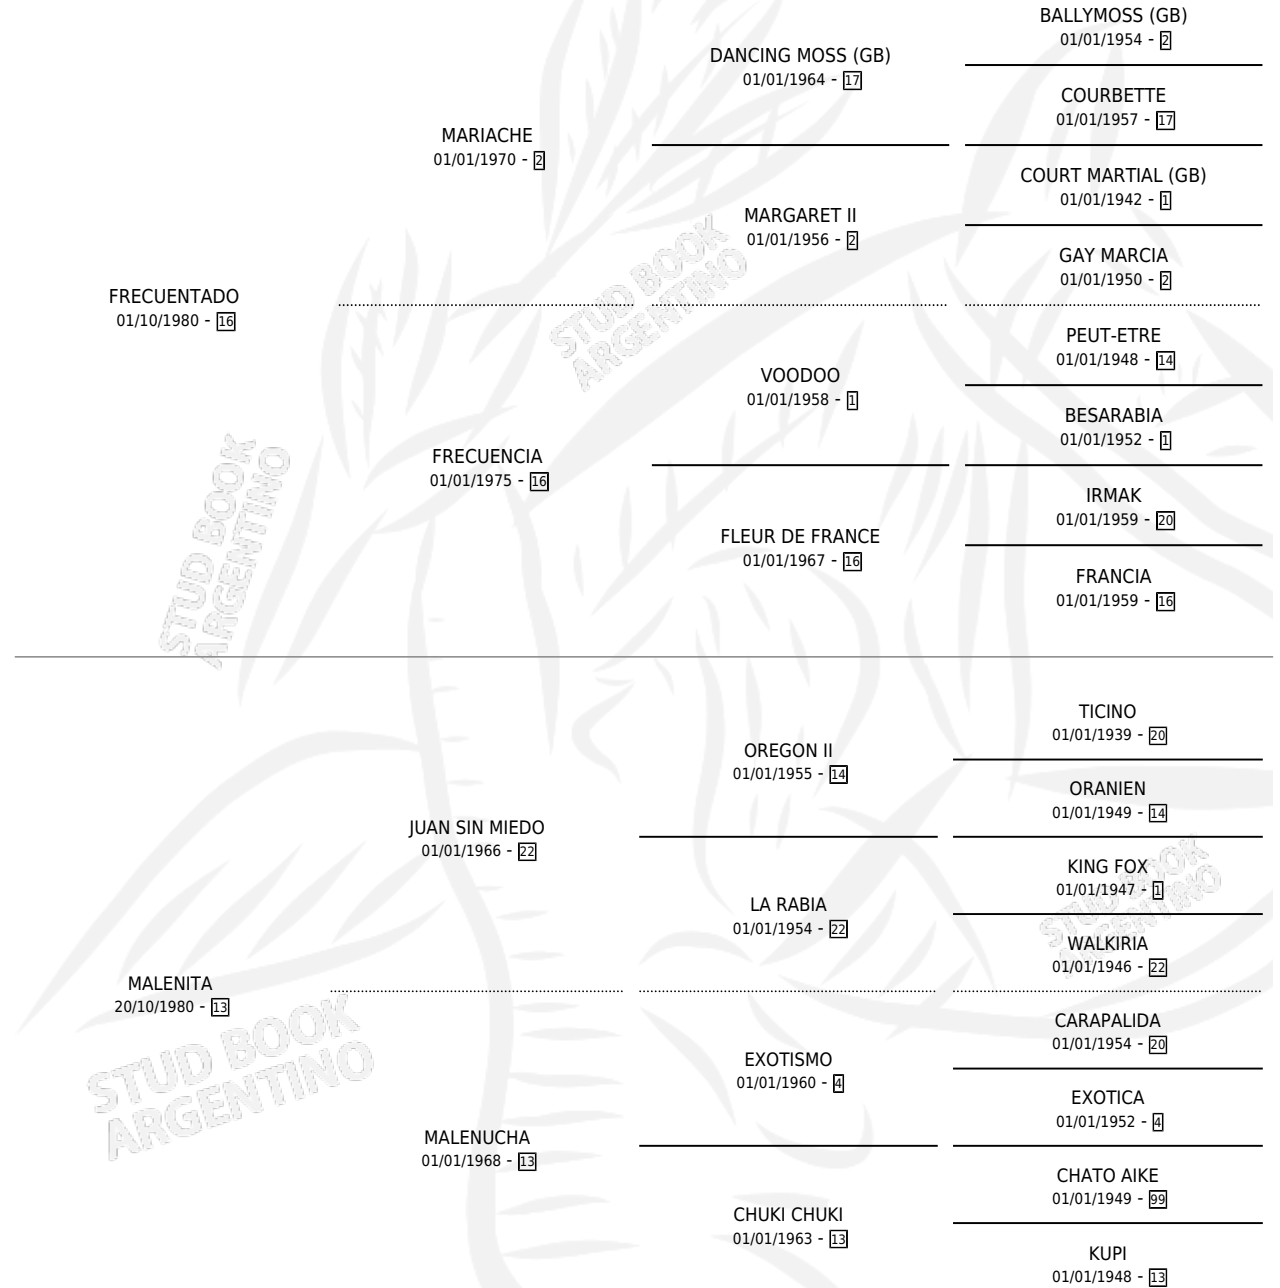 BALLYMOSS (GB)
01/01/1954 - 2
DANCING MOSS (GB)
01/01/1964 - 17
COURBETTE
01/01/1957 - 17
MARIACHE
01/01/1970 - 2
COURT MARTIAL (GB)
01/01/1942 - 1
MARGARET II
01/01/1956 - 2
GAY MARCIA
01/01/1950 - 2
FRECUENTADO
01/10/1980 - 16
PEUT-ETRE
01/01/1948 - 14
VOODOO
01/01/1958 - 1
BESARABIA
01/01/1952 - 1
FRECUENCIA
01/01/1975 - 16
IRMAK
01/01/1959 - 20
FLEUR DE FRANCE
01/01/1967 - 16
FRANCIA
01/01/1959 - 16
TICINO
01/01/1939 - 20
OREGON II
01/01/1955 - 14
ORANIEN
01/01/1949 - 14
JUAN SIN MIEDO
01/01/1966 - 22
KING FOX
01/01/1947 - 1
LA RABIA
01/01/1954 - 22
WALKIRIA
01/01/1946 - 22
MALENITA
20/10/1980 - 13
CARAPALIDA
01/01/1954 - 20
EXOTISMO
01/01/1960 - 4
EXOTICA
01/01/1952 - 4
MALENUCHA
01/01/1968 - 13
CHATO AIKE
01/01/1949 - 99
CHUKI CHUKI
01/01/1963 - 13
KUPI
01/01/1948 - 13
STUD BOOK
ARGENTINO
STUD BOOK
ARGENTINO
STUD BOOK
ARGENTINO
STUD BOOK
ARGENTINO